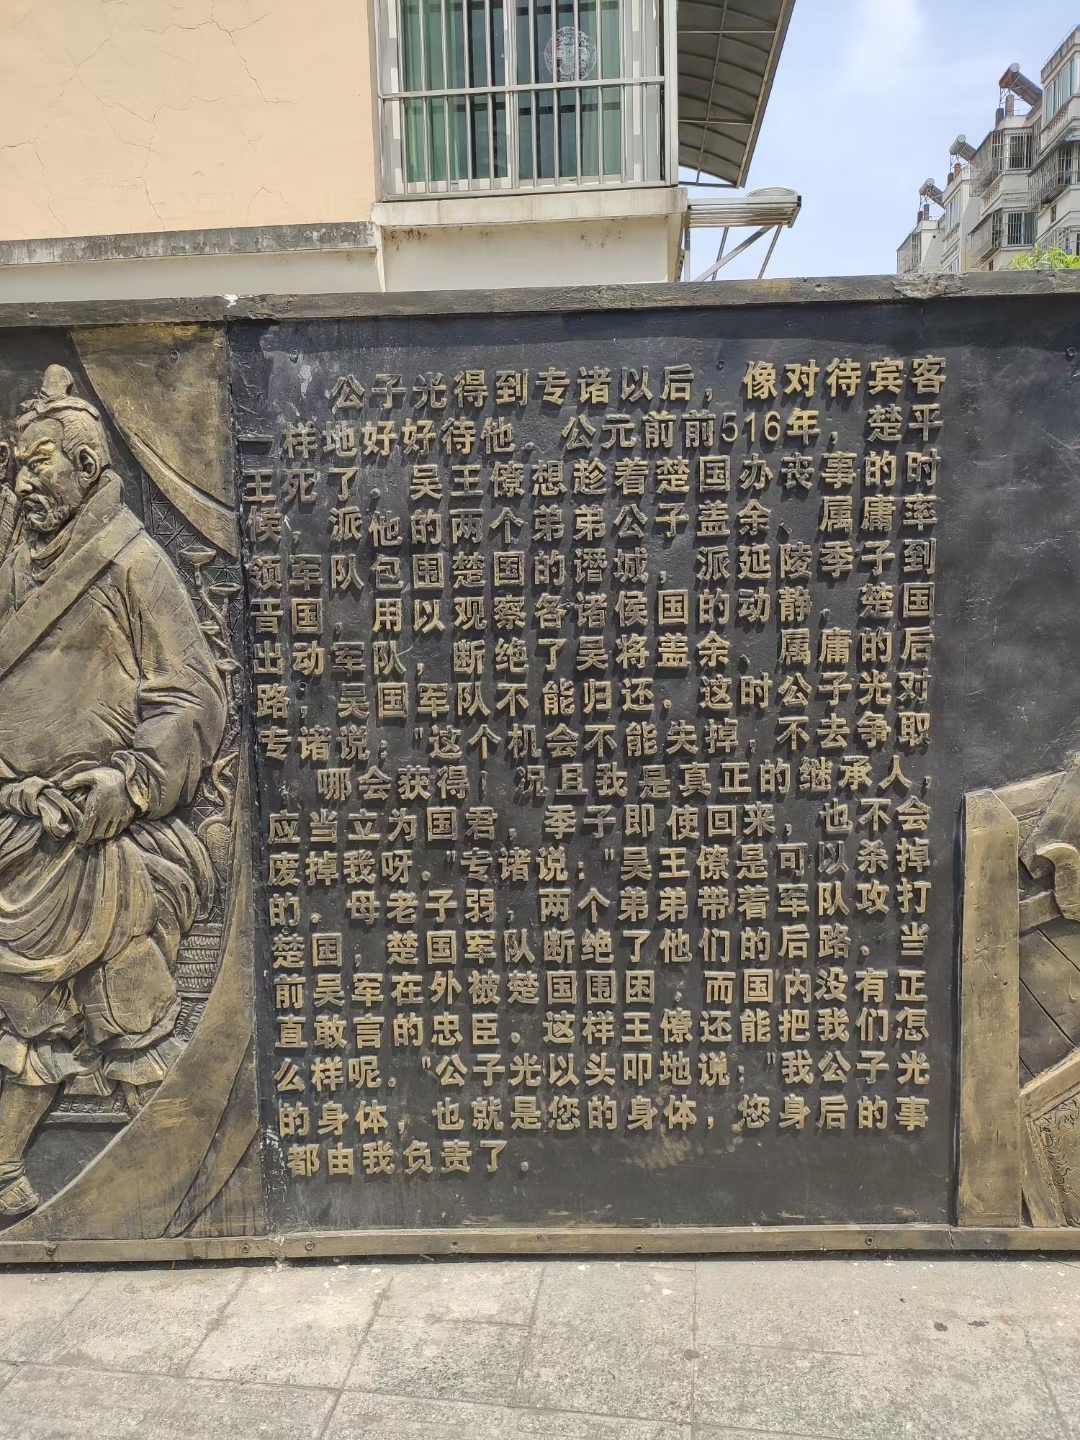 公子光得到专诸以后，像对待宾客
一样地好好待他。公元前前516年，楚平
王死了，吴王僚想趁着楚国办丧事的时
候，派他的两个弟弟公子盖余、属庸率
领军队包围楚国的谮城，派延陵季子到
晋国，用以观察各诸侯国的动静，楚国
出动军队，断绝了吴将盖余、属庸的后
路，吴国军队不能归还。这时公子光对
专诸说："这个机会不能失掉，不去争取
，哪会获得！况且我是真正的继承人，
应当立为国君，季子即使回来，也不会
废掉我呀。"专诸说："吴王僚是可以杀掉
的。母老子弱，两个弟弟带着军队攻打
楚国，楚国军队断绝了他们的后路。当
前吴军在外被楚国围困，而国内没有正
直敢言的忠臣。这样王僚还能把我们怎
么样呢。"公子光以头叩地说："我公子光
的身体，也就是您的身体，您身后的事
都由我负责了。